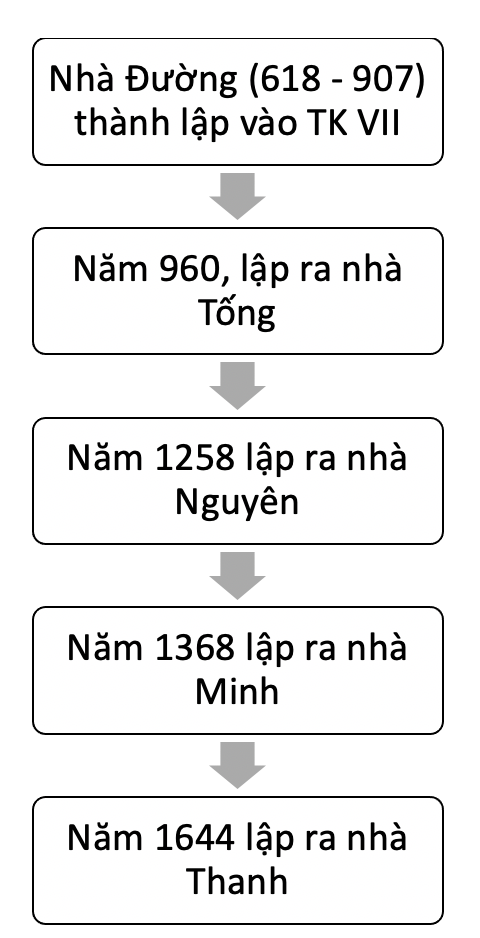 Nhà Đường (618 - 907)
thành lập vào TK VII
Năm 960, lập ra nhà
Tống
Năm 1258 lập ra nhà
Nguyên
Năm 1368 lập ra nhà
Minh
Năm 1644 lập ra nhà
Thanh